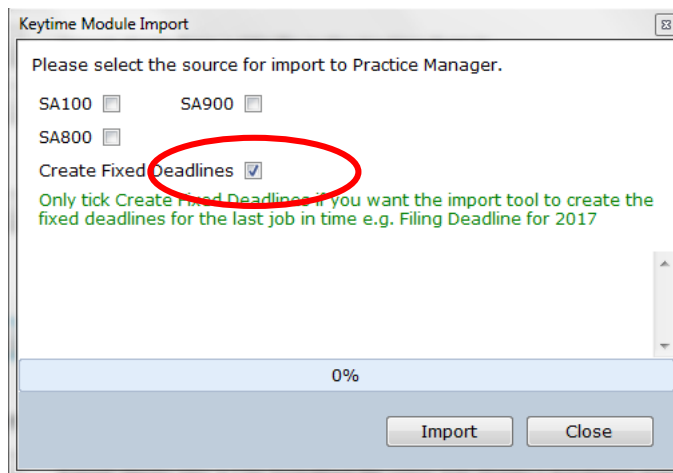 Keytime Module Import
Please select the source for import to Practice Manager.
SA100 SA900
SA800
Create Fixed Deadlines
Only tick Create Fixed Deadlines if you want the import tool to create the
fixed deadlines for the last job in time e.g. Filing Deadline for 2017
0%
Import Close